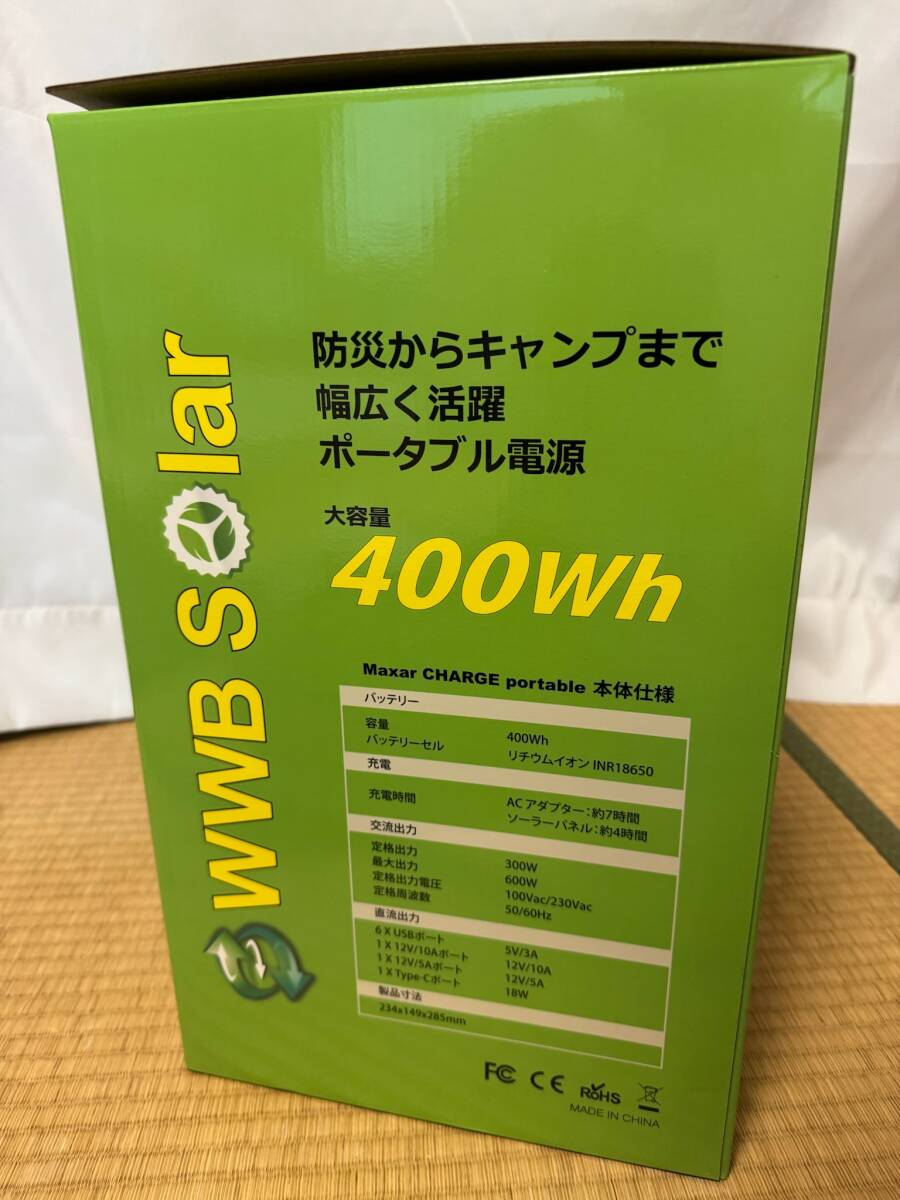 WWB Solar
防災からキャンプまで
幅広く活躍
ポータブル電源
大容量
400Wh
Maxar CHARGE portable 本体仕様
バッテリー
容量 400Wh
バッテリーセル リチウムイオン INR18650
充電
充電時間 ACアダプター：約7時間
ソーラーパネル：約4時間
交流出力
定格出力 300W
最大出力 600W
定格出力電圧 100Vac/230Vac
定格周波数 50/60Hz
直流出力
6 X USBポート 5V/3A
1 X 12V/10Aポート 12V/10A
1 X 12V/5Aポート 12V/5A
1 X Type-Cポート 18W
製品寸法
234x149x285mm
FC CE RoHS
MADE IN CHINA